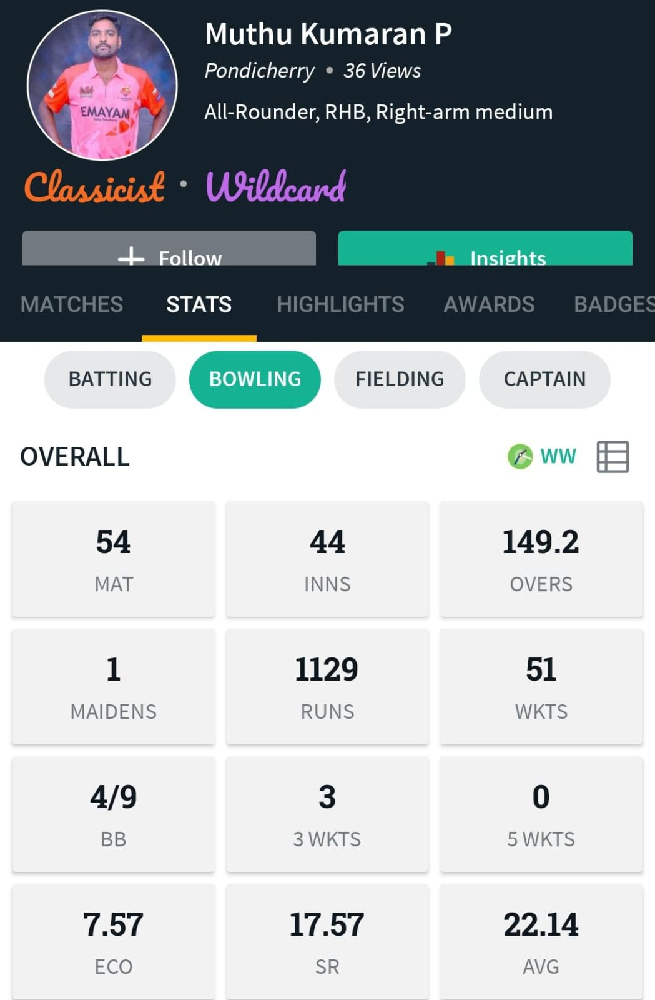 Muthu Kumaran P
Pondicherry • 36 Views
All-Rounder, RHB, Right-arm medium
EMAYAM
Classicist • Wildcard
+ Follow
Insights
MATCHES STATS HIGHLIGHTS AWARDS BADGES
BATTING BOWLING FIELDING CAPTAIN
OVERALL
WW
54 44 149.2
MAT INNS OVERS
1 1129 51
MAIDENS RUNS WKTS
4/9 3 0
BB 3 WKTS 5 WKTS
7.57 17.57 22.14
ECO SR AVG